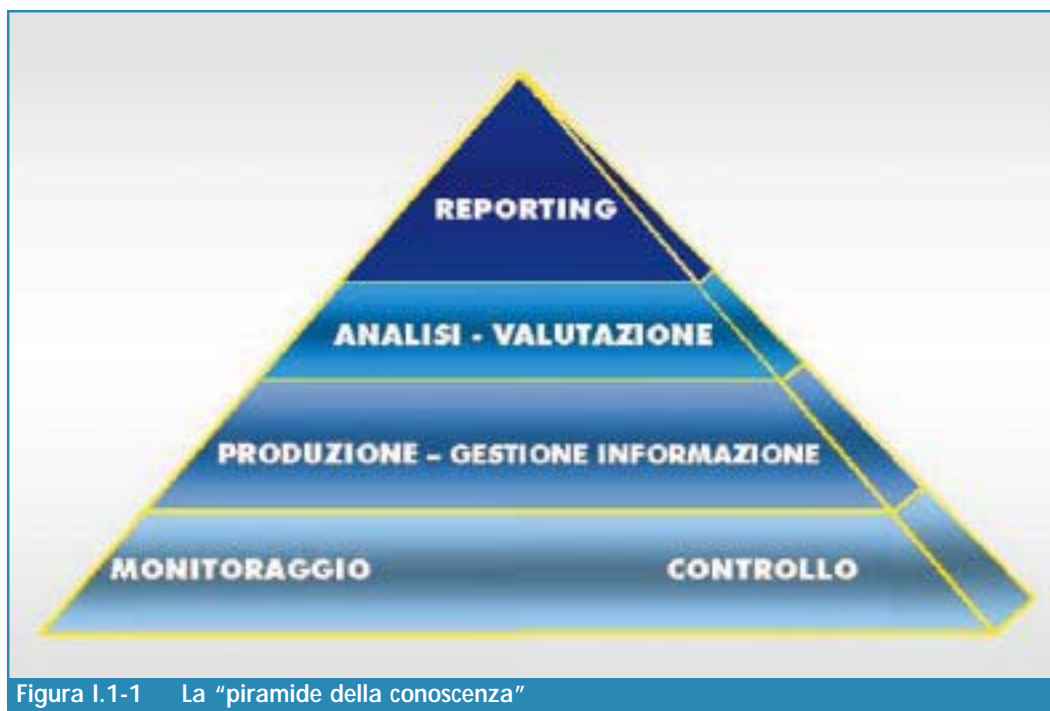 REPORTING
ANALISI - VALUTAZIONE
PRODUZIONE – GESTIONE INFORMAZIONE
MONITORAGGIO CONTROLLO
Figura I.1-1 La “piramide della conoscenza”